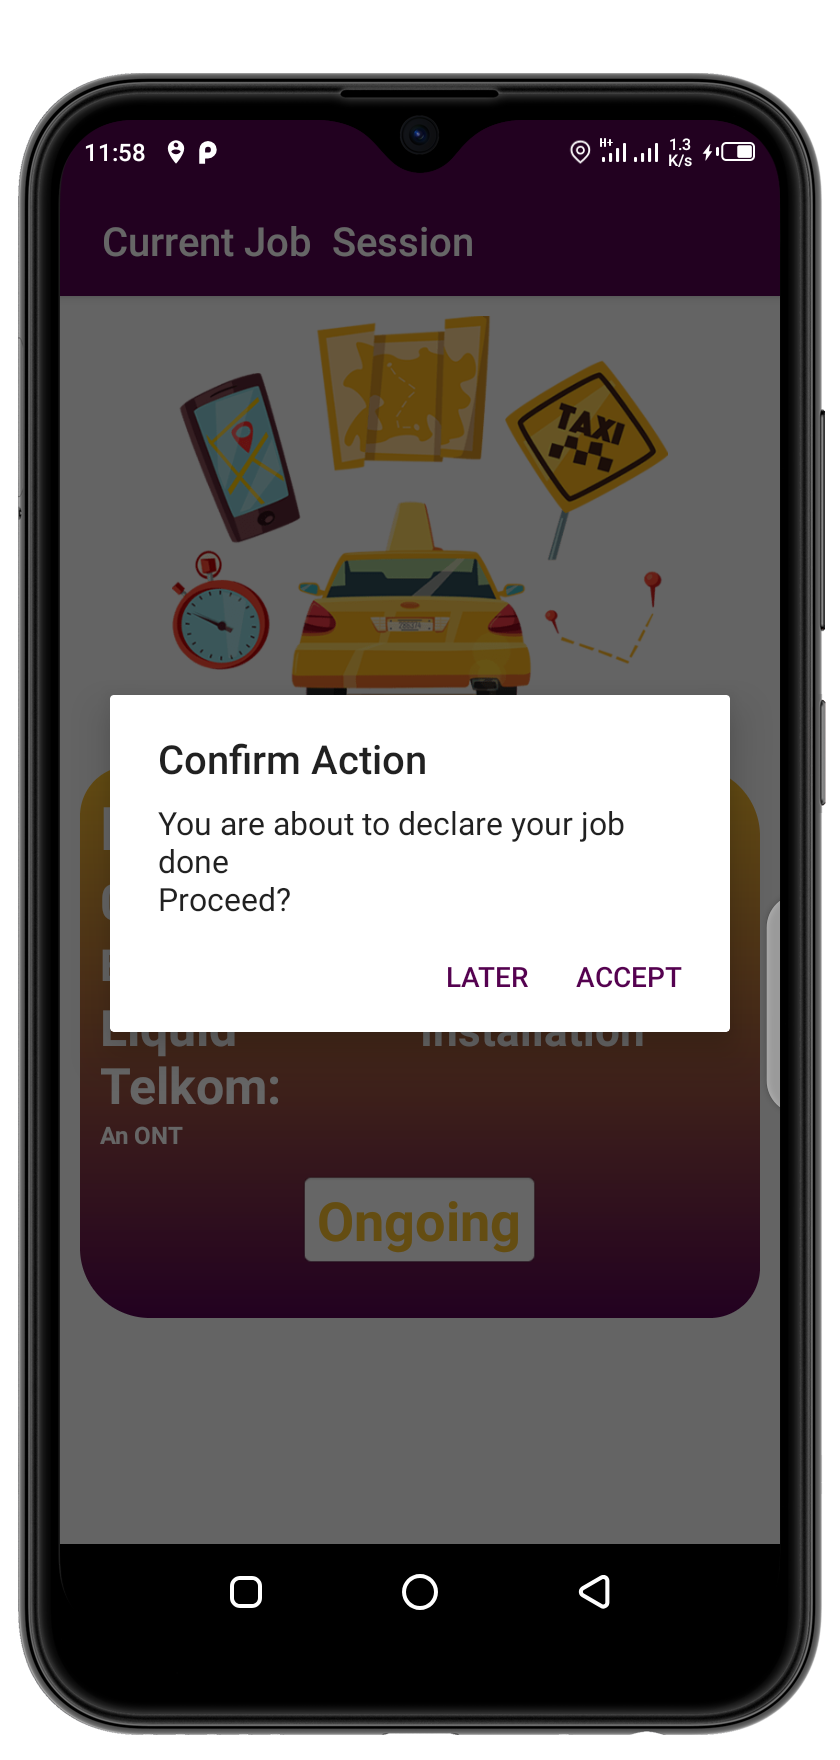 11:58
H+
1.3
K/s
Current Job Session
TAXI
Confirm Action
You are about to declare your job
done
Proceed?
LATER ACCEPT
Liquid Installation
Telkom:
An ONT
Ongoing